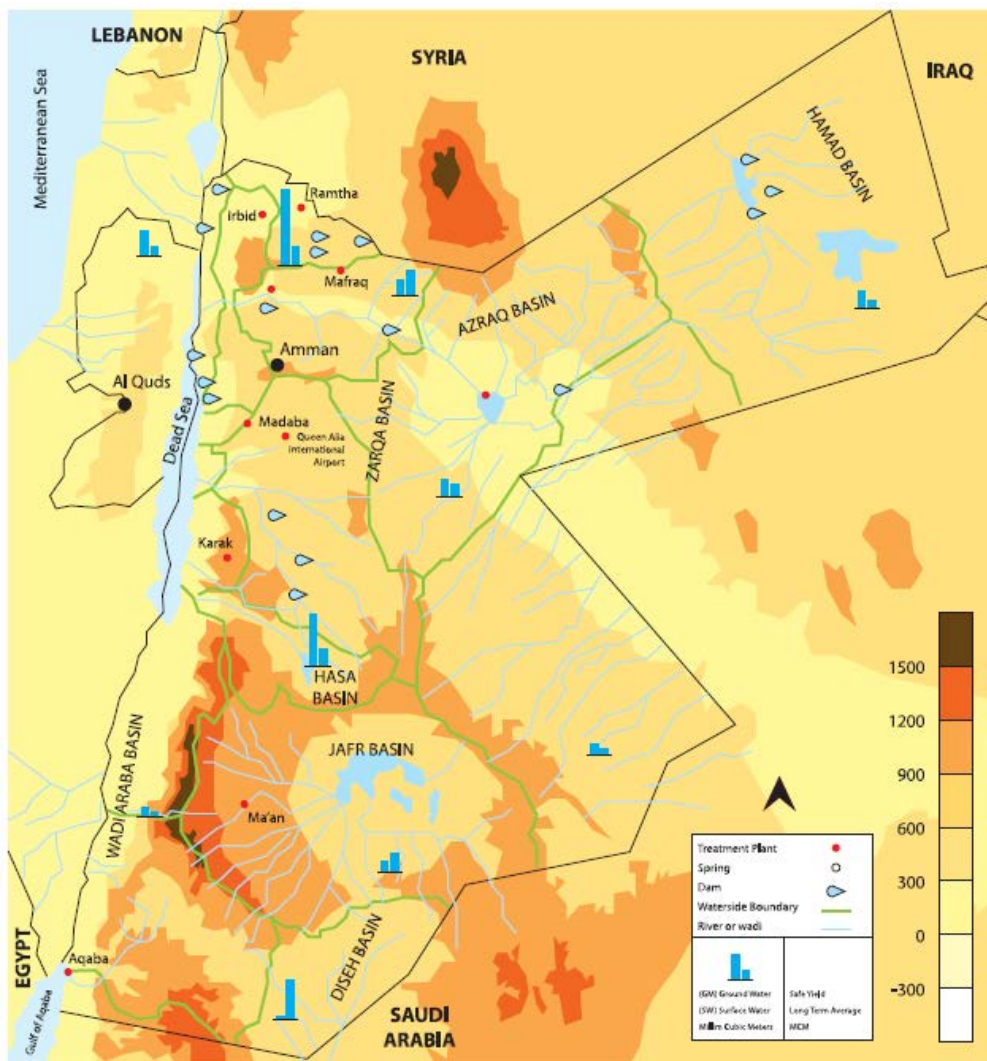 LEBANON
SYRIA
IRAQ
Mediterranean Sea
HAMAD BASIN
Ramtha
Irbid
Mafraq
AZRAQ BASIN
Amman
Al Quds
Dead Sea
Madaba
Queen Alia
International
Airport
ZARQA BASIN
Karak
HASA
BASIN
JAFR BASIN
WADI ARABA BASIN
Ma'an
DISEH BASIN
EGYPT
Aqaba
Gulf of Aqaba
SAUDI
ARABIA
1500
1200
900
600
300
0
-300
Treatment Plant
Spring
Dam
Waterside Boundary
River or wadi
(GM) Ground Water
Safe Yield
(SW) Surface Water
Long Term Average
Cubic Meters
MCM